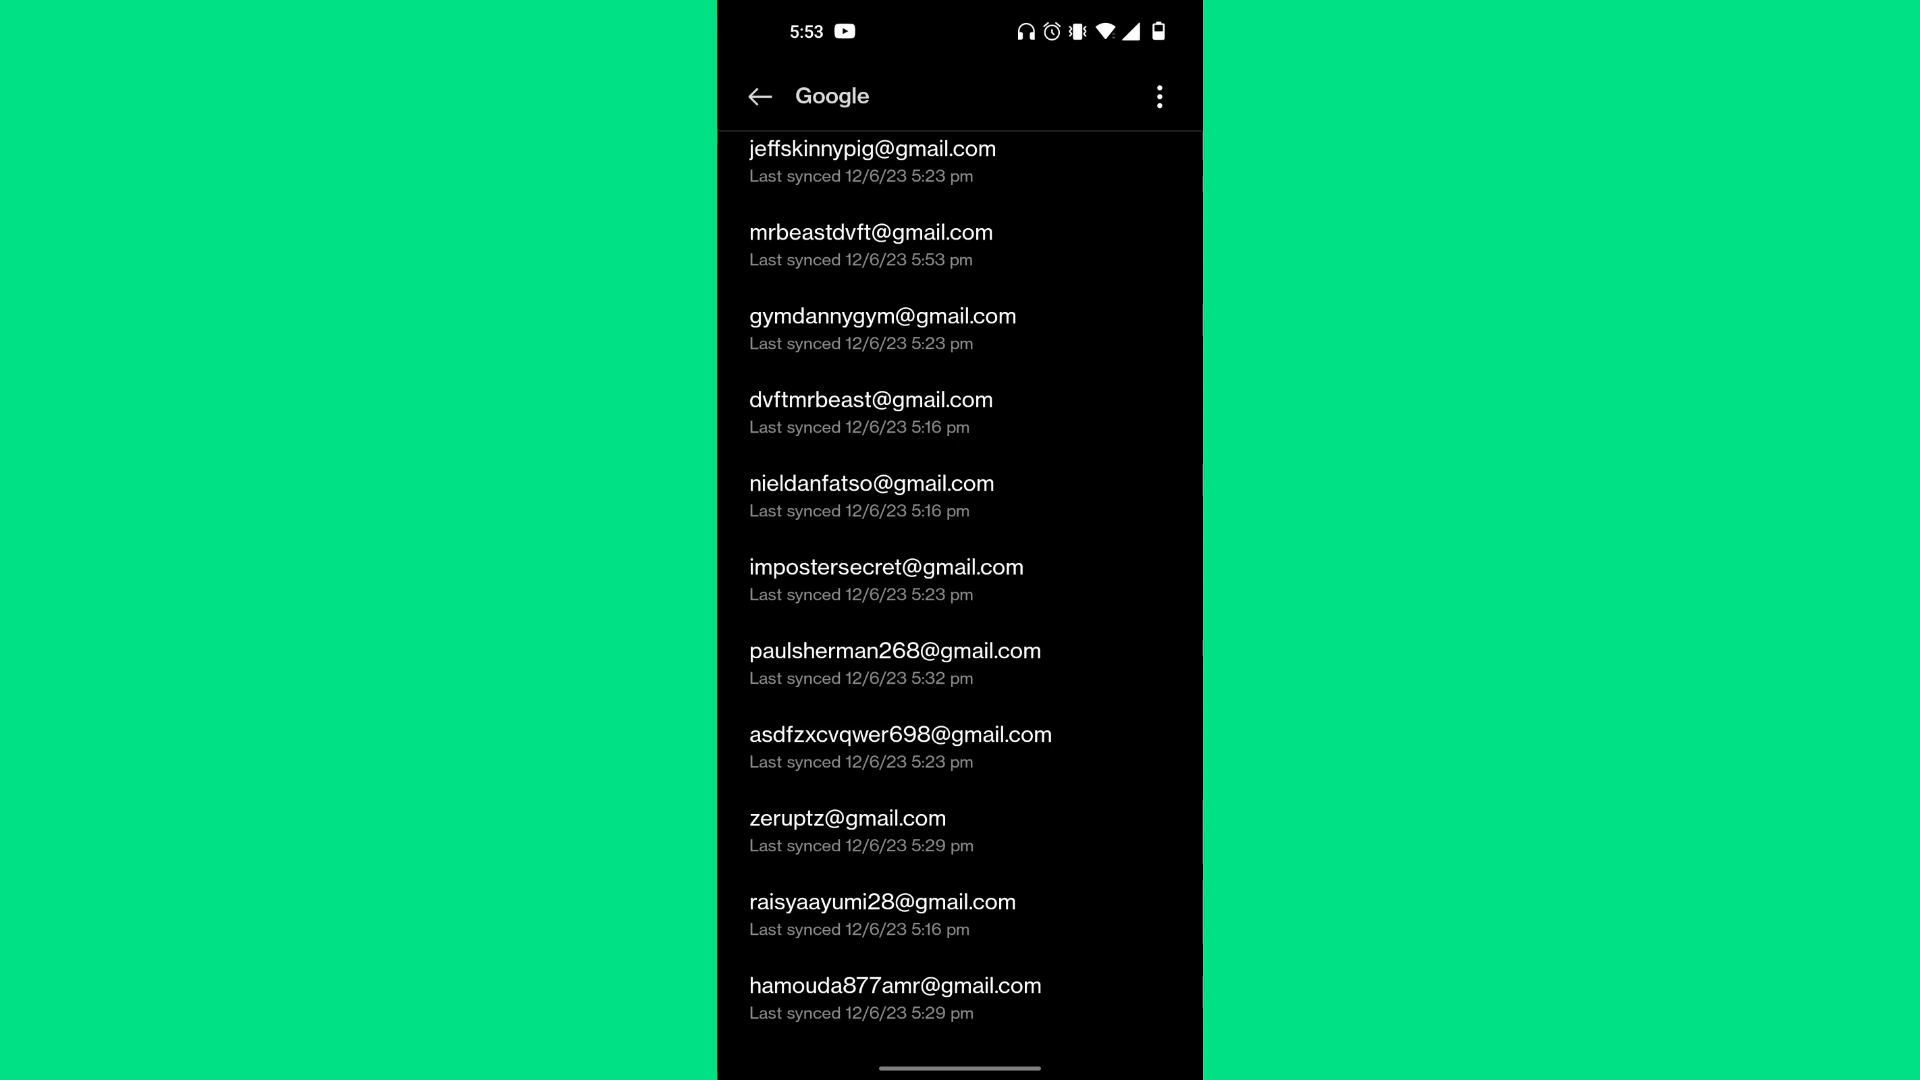 5:53
Google
jeffskinnypig@gmail.com
Last synced 12/6/23 5:23 pm
mrbeastdvft@gmail.com
Last synced 12/6/23 5:53 pm
gymdannygym@gmail.com
Last synced 12/6/23 5:23 pm
dvftmrbeast@gmail.com
Last synced 12/6/23 5:16 pm
nieldanfatso@gmail.com
Last synced 12/6/23 5:16 pm
impostersecret@gmail.com
Last synced 12/6/23 5:23 pm
paulsherman268@gmail.com
Last synced 12/6/23 5:32 pm
asdfzxcvqwer698@gmail.com
Last synced 12/6/23 5:23 pm
zeruptz@gmail.com
Last synced 12/6/23 5:29 pm
raisyaayumi28@gmail.com
Last synced 12/6/23 5:16 pm
hamouda877amr@gmail.com
Last synced 12/6/23 5:29 pm